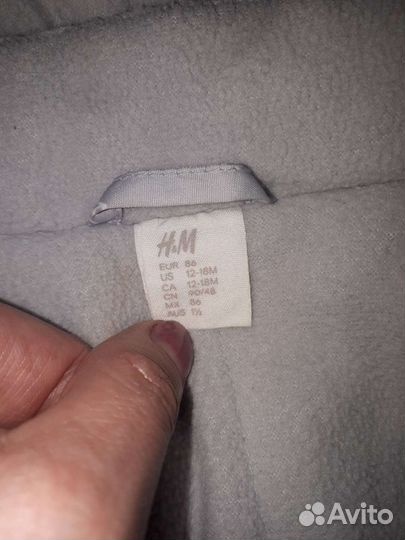 H&M
EUR 86
US 12-18M
CA 12-18M
CN 90/48
MX 86
AUS 1½
Avito